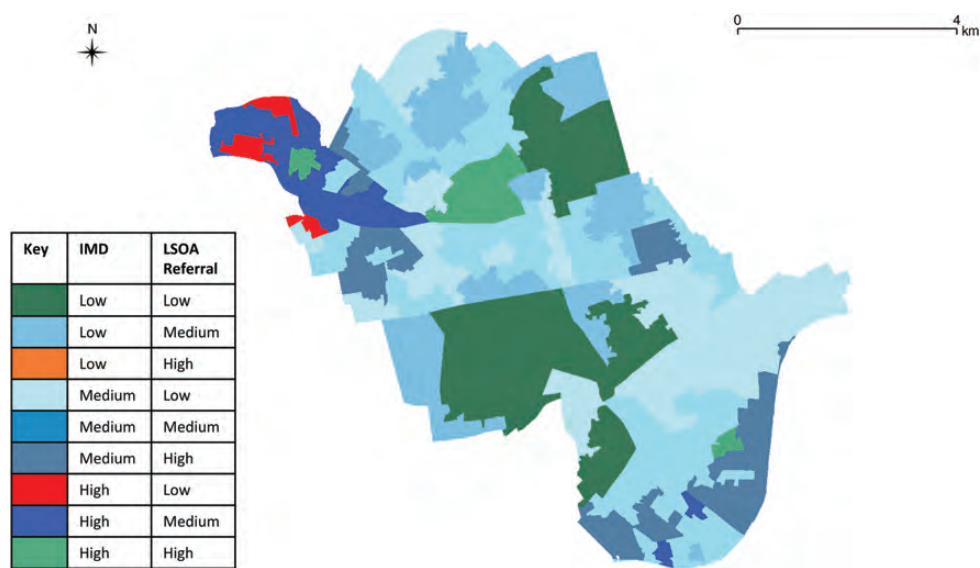 N
0 4
km
Key IMD LSOA
Referral
Low Low
Low Medium
Low High
Medium Low
Medium Medium
Medium High
High Low
High Medium
High High